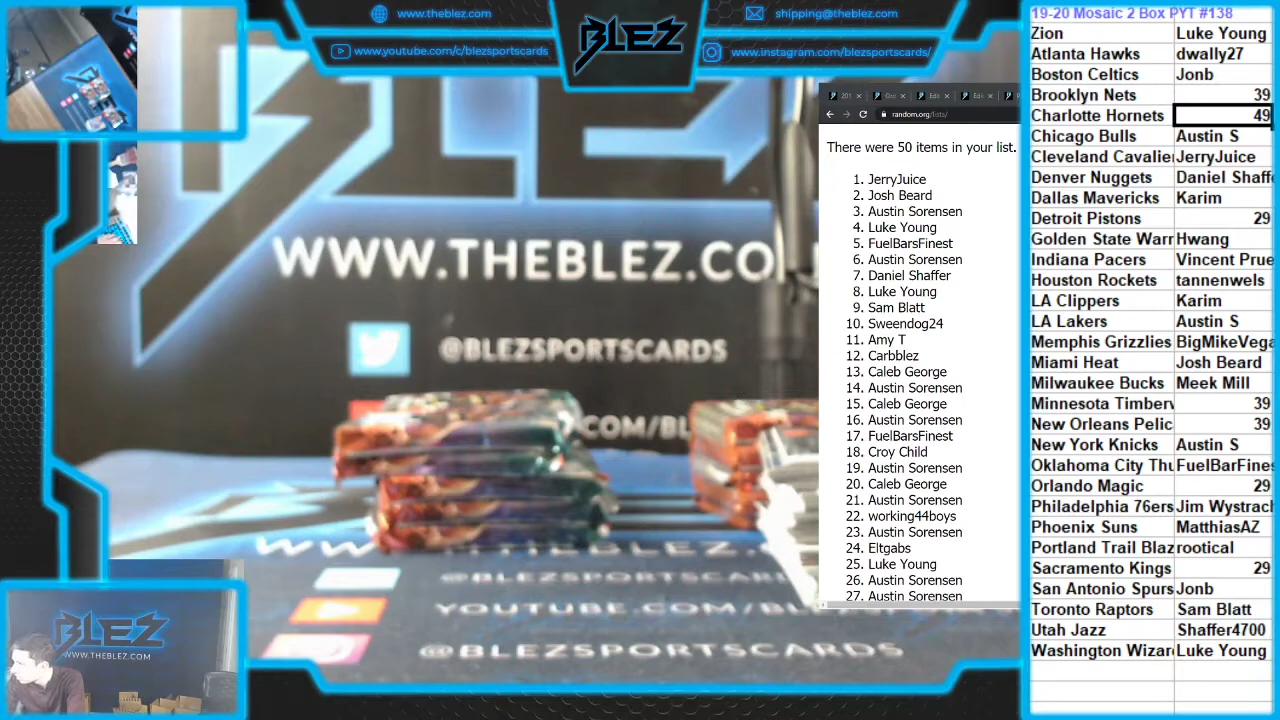 www.theblez.com
www.youtube.com/c/blezsportscards
BLEZ
shipping@theblez.com
www.instagram.com/blezsportscards/
WWW.THEBLEZ.CO
@BLEZSPORTSCARDS
COM/BL
@BLEZSPORTSCARD
YOUTUBE.COM/B
@BLEZSPORTSCARDS
BLEZ
WWW.THEBLEZ.COM
201
Edi
Edi
random.org/lists/
There were 50 items in your list.
1. JerryJuice
2. Josh Beard
3. Austin Sorensen
4. Luke Young
5. FuelBarsFinest
6. Austin Sorensen
7. Daniel Shaffer
8. Luke Young
9. Sam Blatt
10. Sweendog24
11. Amy T
12. Carbblez
13. Caleb George
14. Austin Sorensen
15. Caleb George
16. Austin Sorensen
17. FuelBarsFinest
18. Croy Child
19. Austin Sorensen
20. Caleb George
21. Austin Sorensen
22. working44boys
23. Austin Sorensen
24. Eltgabs
25. Luke Young
26. Austin Sorensen
27. Austin Sorensen
19-20 Mosaic 2 Box PYT #138
Zion Luke Young
Atlanta Hawks dwally27
Boston Celtics Jonb
Brooklyn Nets 39
Charlotte Hornets 49
Chicago Bulls Austin S
Cleveland Cavalier JerryJuice
Denver Nuggets Daniel Shaffe
Dallas Mavericks Karim
Detroit Pistons 29
Golden State Warr Hwang
Indiana Pacers Vincent Prue
Houston Rockets tannenwels
LA Clippers Karim
LA Lakers Austin S
Memphis Grizzlies BigMikeVega
Miami Heat Josh Beard
Milwaukee Bucks Meek Mill
Minnesota Timberv 39
New Orleans Pelic 39
New York Knicks Austin S
Oklahoma City Thu FuelBarFines
Orlando Magic 29
Philadelphia 76ers Jim Wystrach
Phoenix Suns MatthiasAZ
Portland Trail Blaz rootical
Sacramento Kings 29
San Antonio Spurs Jonb
Toronto Raptors Sam Blatt
Utah Jazz Shaffer4700
Washington Wizar Luke Young